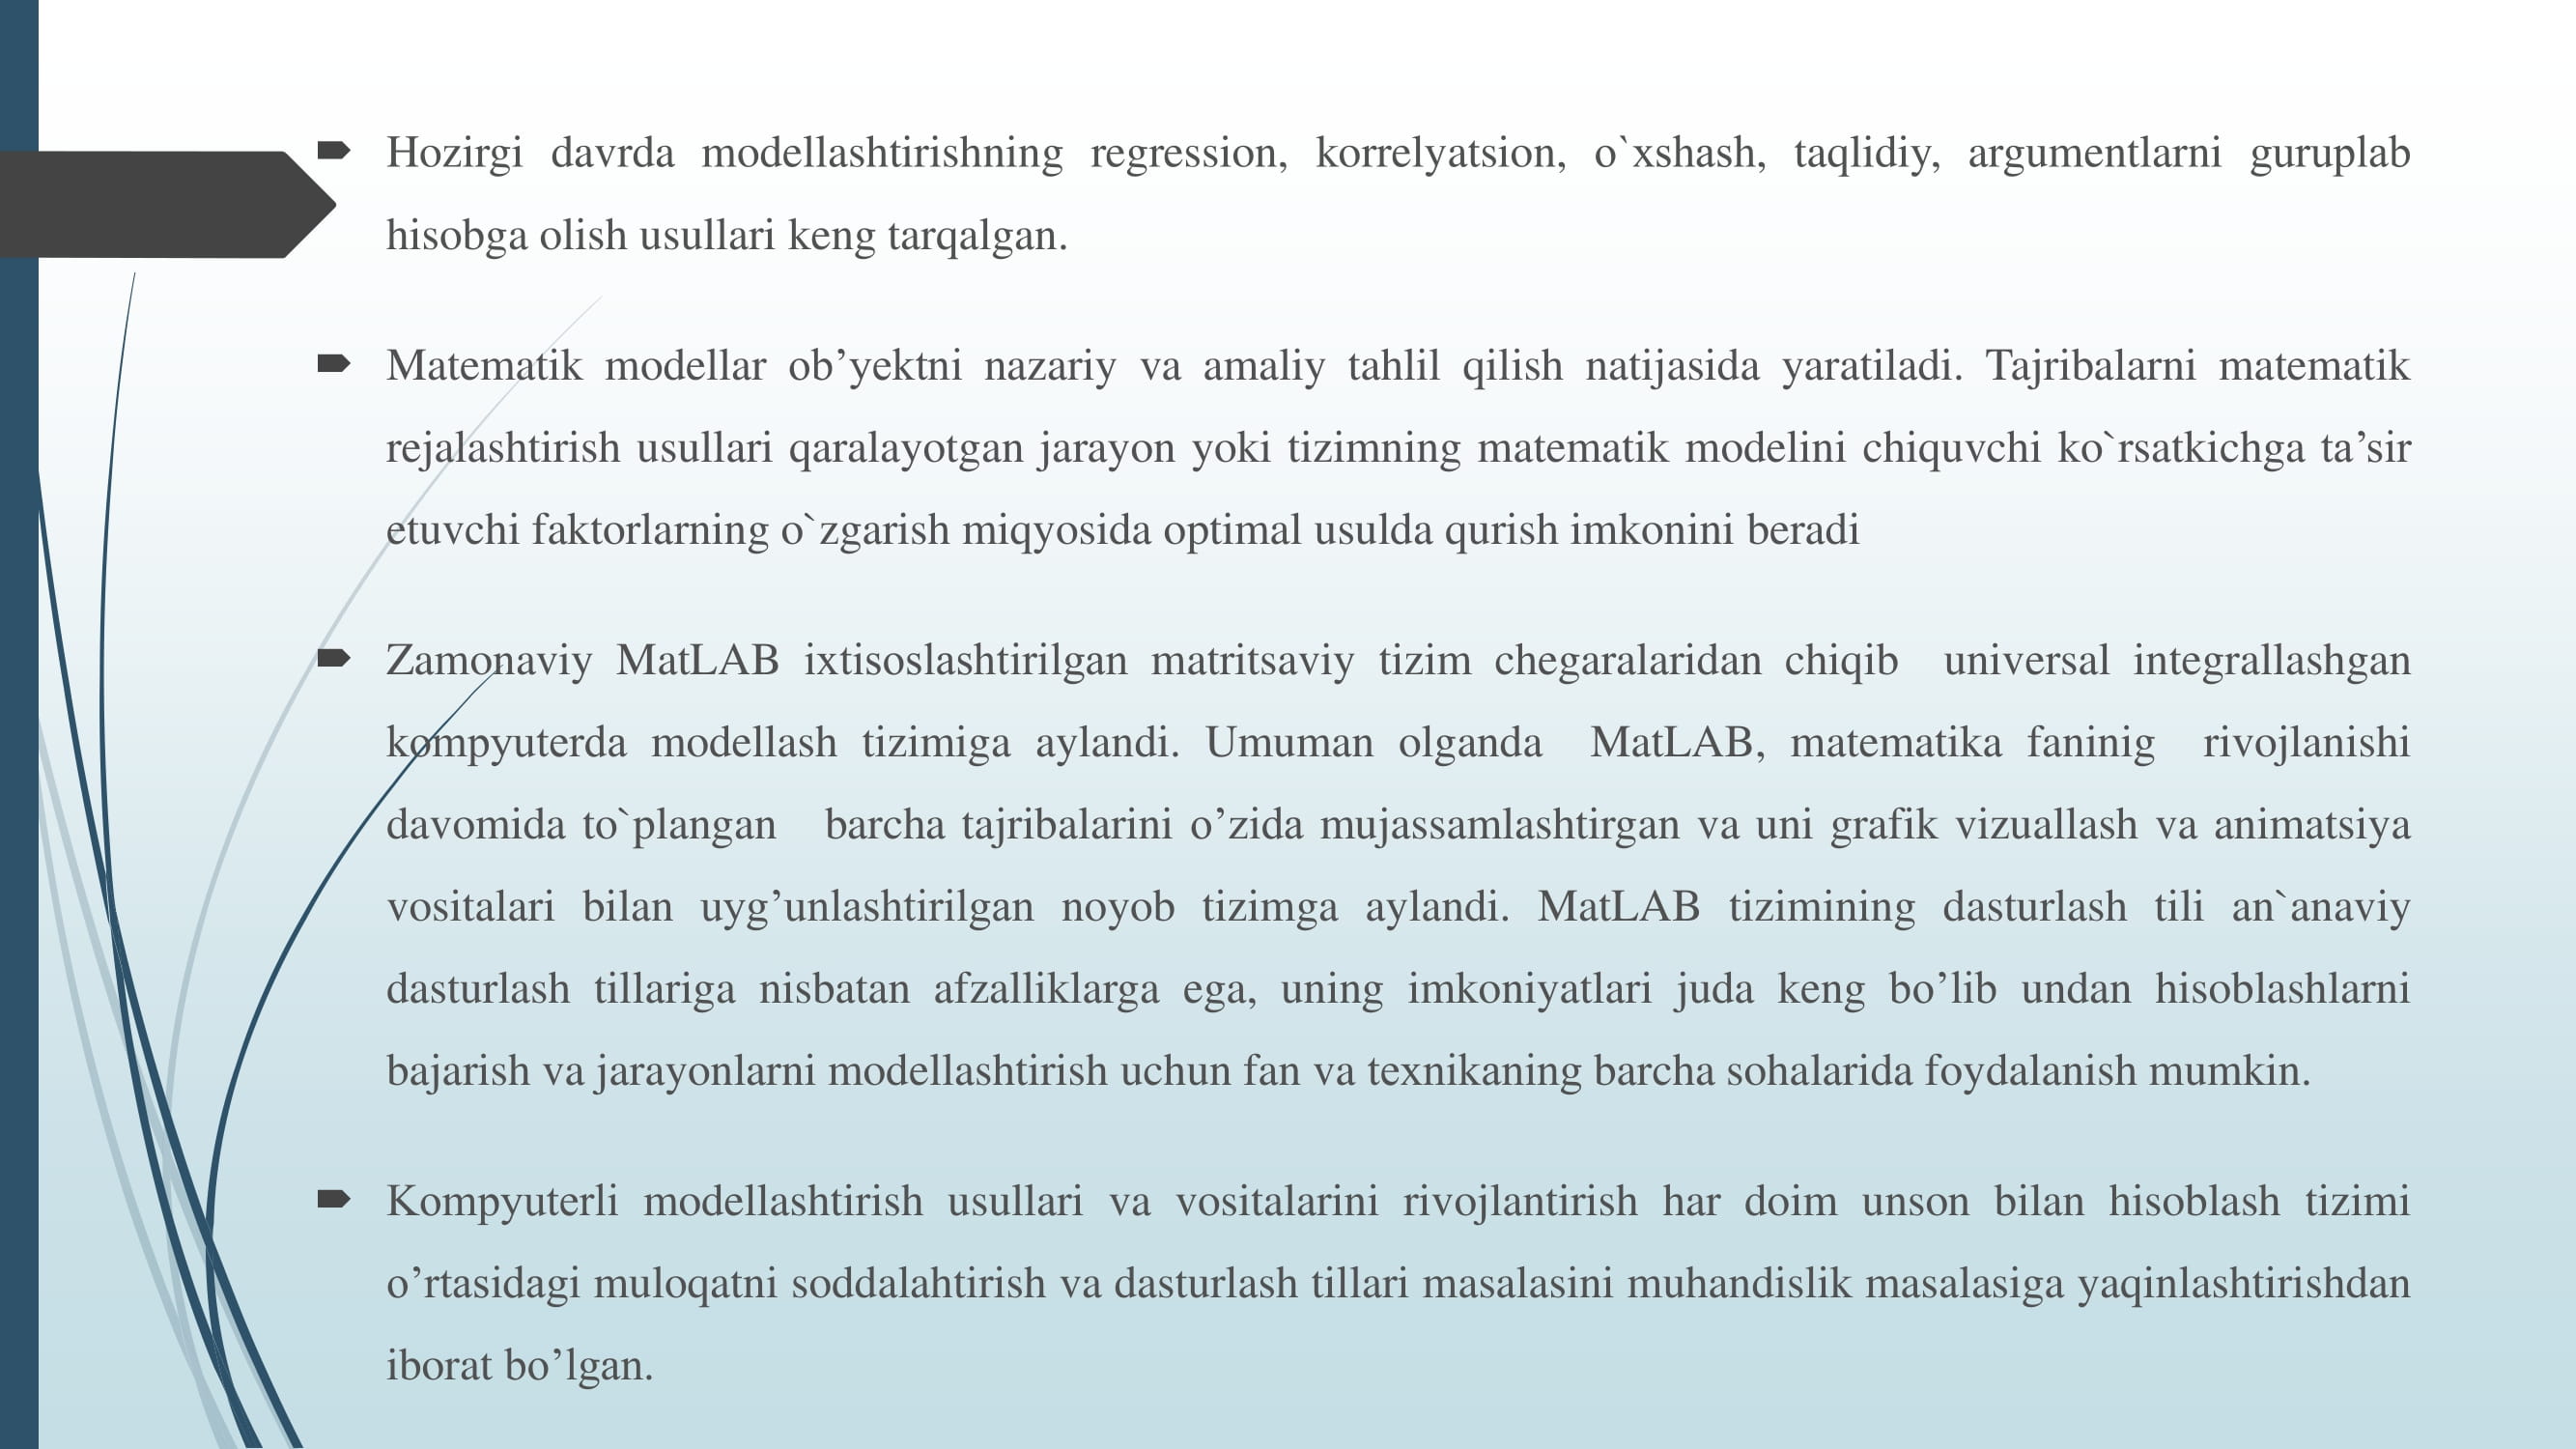 Hozirgi davrda modellashtirishning regression, korrelyatsion, o`xshash, taqlidiy, argumentlarni guruplab
hisobga olish usullari keng tarqalgan.
Matematik modellar ob’yektni nazariy va amaliy tahlil qilish natijasida yaratiladi. Tajribalarni matematik
rejalashtirish usullari qaralayotgan jarayon yoki tizimning matematik modelini chiquvchi ko`rsatkichga ta’sir
etuvchi faktorlarning o`zgarish miqyosida optimal usulda qurish imkonini beradi
Zamonaviy MatLAB ixtisoslashtirilgan matritsaviy tizim chegaralaridan chiqib universal integrallashgan
kompyuterda modellash tizimiga aylandi. Umuman olganda MatLAB, matematika faninig rivojlanishi
davomida to`plangan barcha tajribalarini o’zida mujassamlashtirgan va uni grafik vizuallash va animatsiya
vositalari bilan uyg’unlashtirilgan noyob tizimga aylandi. MatLAB tizimining dasturlash tili an`anaviy
dasturlash tillariga nisbatan afzalliklarga ega, uning imkoniyatlari juda keng bo’lib undan hisoblashlarni
bajarish va jarayonlarni modellashtirish uchun fan va texnikaning barcha sohalarida foydalanish mumkin.
Kompyuterli modellashtirish usullari va vositalarini rivojlantirish har doim unson bilan hisoblash tizimi
o’rtasidagi muloqatni soddalahtirish va dasturlash tillari masalasini muhandislik masalasiga yaqinlashtirishdan
iborat bo’lgan.